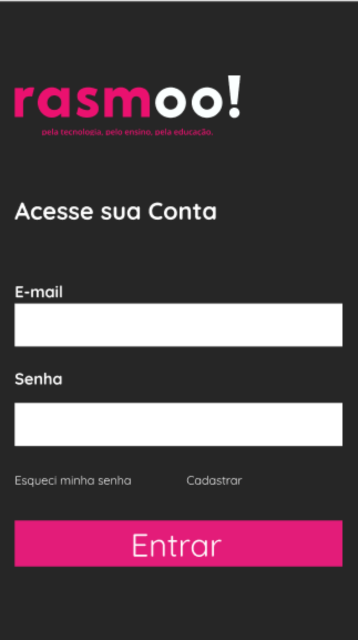 rasmoo!
pela tecnologia, pelo ensino, pela educação.
Acesse sua Conta
E-mail
Senha
Esqueci minha senha Cadastrar
Entrar